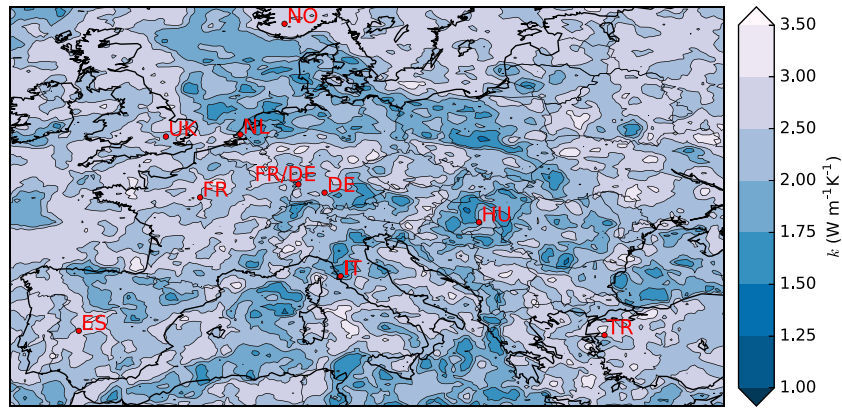 NO
3.50
3.00
UK
NL
2.50
FR/DE
DE
FR
2.00
HU
1.75
IT
1.50
ES
TR
1.25
1.00
k (W m⁻¹K⁻¹)